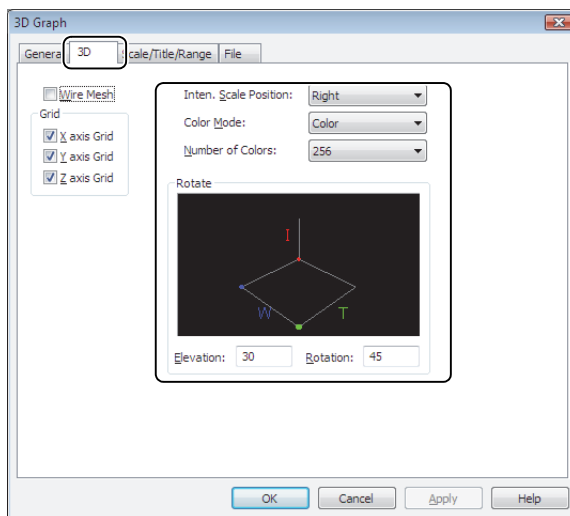 3D Graph
Genera 3D cale/Title/Range File
Wire Mesh
Grid
X axis Grid
Y axis Grid
Z axis Grid
Inten. Scale Position: Right
Color Mode: Color
Number of Colors: 256
Rotate
I
W T
Elevation: 30 Rotation: 45
OK Cancel Apply Help